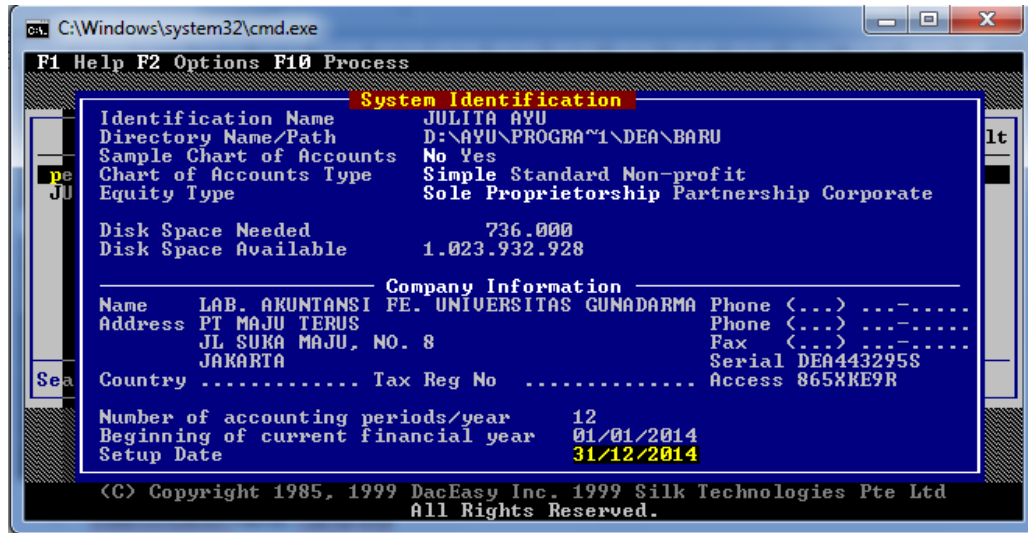 C:\Windows\system32\cmd.exe
F1 Help F2 Options F10 Process
System Identification
Identification Name JULITA AYU
Directory Name/Path D:\AYU\PROGRA~1\DEA\BARU
Sample Chart of Accounts No Yes
Chart of Accounts Type Simple Standard Non-profit
Equity Type Sole Proprietorship Partnership Corporate
Disk Space Needed 736.000
Disk Space Available 1.023.932.928
Company Information
Name LAB. AKUNTANSI FE. UNIVERSITAS GUNADARMA Phone (...) ...-.....
Address PT MAJU TERUS Phone (...) ...-.....
JL SUKA MAJU, NO. 8 Fax (...) ...-.....
JAKARTA Serial DEA443295S
Country ............. Tax Reg No .............. Access 865XKE9R
Number of accounting periods/year 12
Beginning of current financial year 01/01/2014
Setup Date 31/12/2014
lt
pe
JU
Sea
(C) Copyright 1985, 1999 DacEasy Inc. 1999 Silk Technologies Pte Ltd
All Rights Reserved.